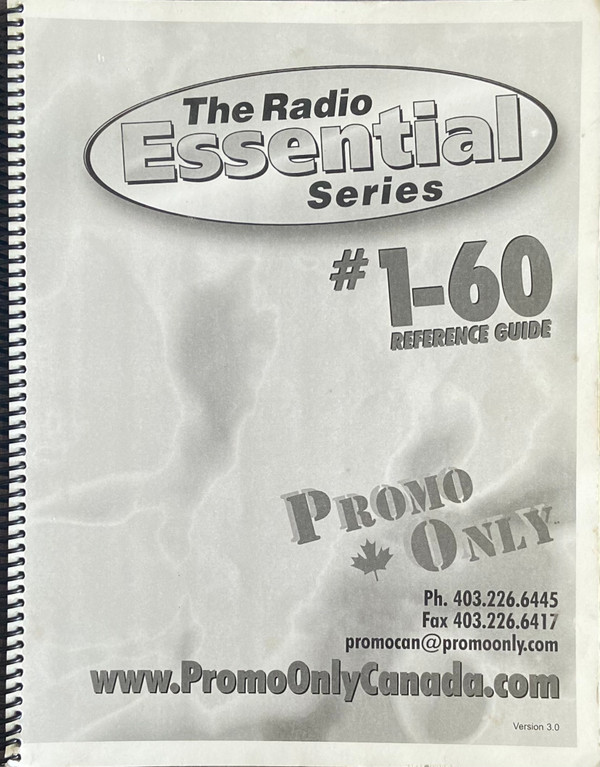 The Radio
Essential
Series
#1-60
REFERENCE GUIDE
PROMO
ONLY
Ph. 403.226.6445
Fax 403.226.6417
promocan@promoonly.com
www.PromoOnlyCanada.com
Version 3.0